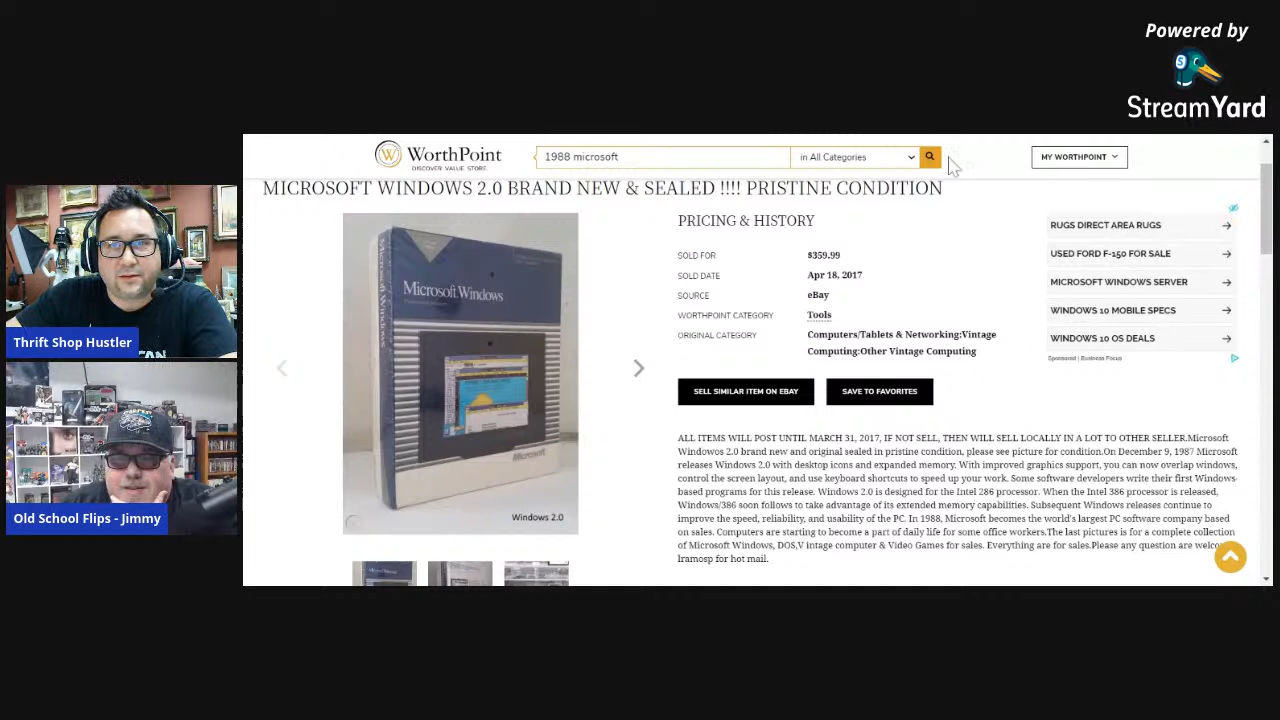 Powered by
StreamYard
WorthPoint
DISCOVER. VALUE. STORE.
1988 microsoft
in All Categories
MY WORTHPOINT
MICROSOFT WINDOWS 2.0 BRAND NEW & SEALED !!!! PRISTINE CONDITION
Microsoft Windows
Microsoft Windows
Microsoft
Windows 2.0
PRICING & HISTORY
SOLD FOR $359.99
SOLD DATE Apr 18, 2017
SOURCE eBay
WORTHPOINT CATEGORY Tools
ORIGINAL CATEGORY Computers/Tablets & Networking:Vintage
Computing:Other Vintage Computing
SELL SIMILAR ITEM ON EBAY
SAVE TO FAVORITES
RUGS DIRECT AREA RUGS
USED FORD F-150 FOR SALE
MICROSOFT WINDOWS SERVER
WINDOWS 10 MOBILE SPECS
WINDOWS 10 OS DEALS
Sponsored | Business Focus
ALL ITEMS WILL POST UNTIL MARCH 31, 2017, IF NOT SELL, THEN WILL SELL LOCALLY IN A LOT TO OTHER SELLER.Microsoft
Windowos 2.0 brand new and original sealed in pristine condition, please see picture for condition.On December 9, 1987 Microsoft
releases Windows 2.0 with desktop icons and expanded memory. With improved graphics support, you can now overlap windows,
control the screen layout, and use keyboard shortcuts to speed up your work. Some software developers write their first Windows-
based programs for this release. Windows 2.0 is designed for the Intel 286 processor. When the Intel 386 processor is released,
Windows/386 soon follows to take advantage of its extended memory capabilities. Subsequent Windows releases continue to
improve the speed, reliability, and usability of the PC. In 1988, Microsoft becomes the world's largest PC software company based
on sales. Computers are starting to become a part of daily life for some office workers.The last pictures is for a complete collection
of Microsoft Windows, DOS,V intage computer & Video Games for sales. Everything are for sales.Please any question are
lramosp for hot mail.
Thrift Shop Hustler
Old School Flips - Jimmy